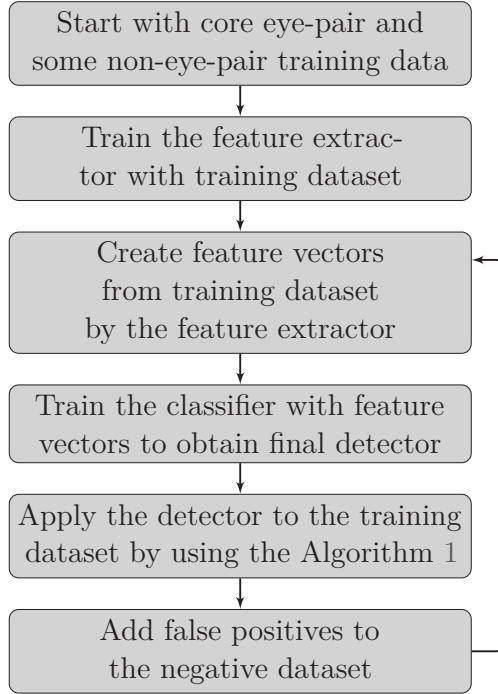 Start with core eye-pair and
some non-eye-pair training data
Train the feature extrac-
tor with training dataset
Create feature vectors
from training dataset
by the feature extractor
Train the classifier with feature
vectors to obtain final detector
Apply the detector to the training
dataset by using the Algorithm 1
Add false positives to
the negative dataset